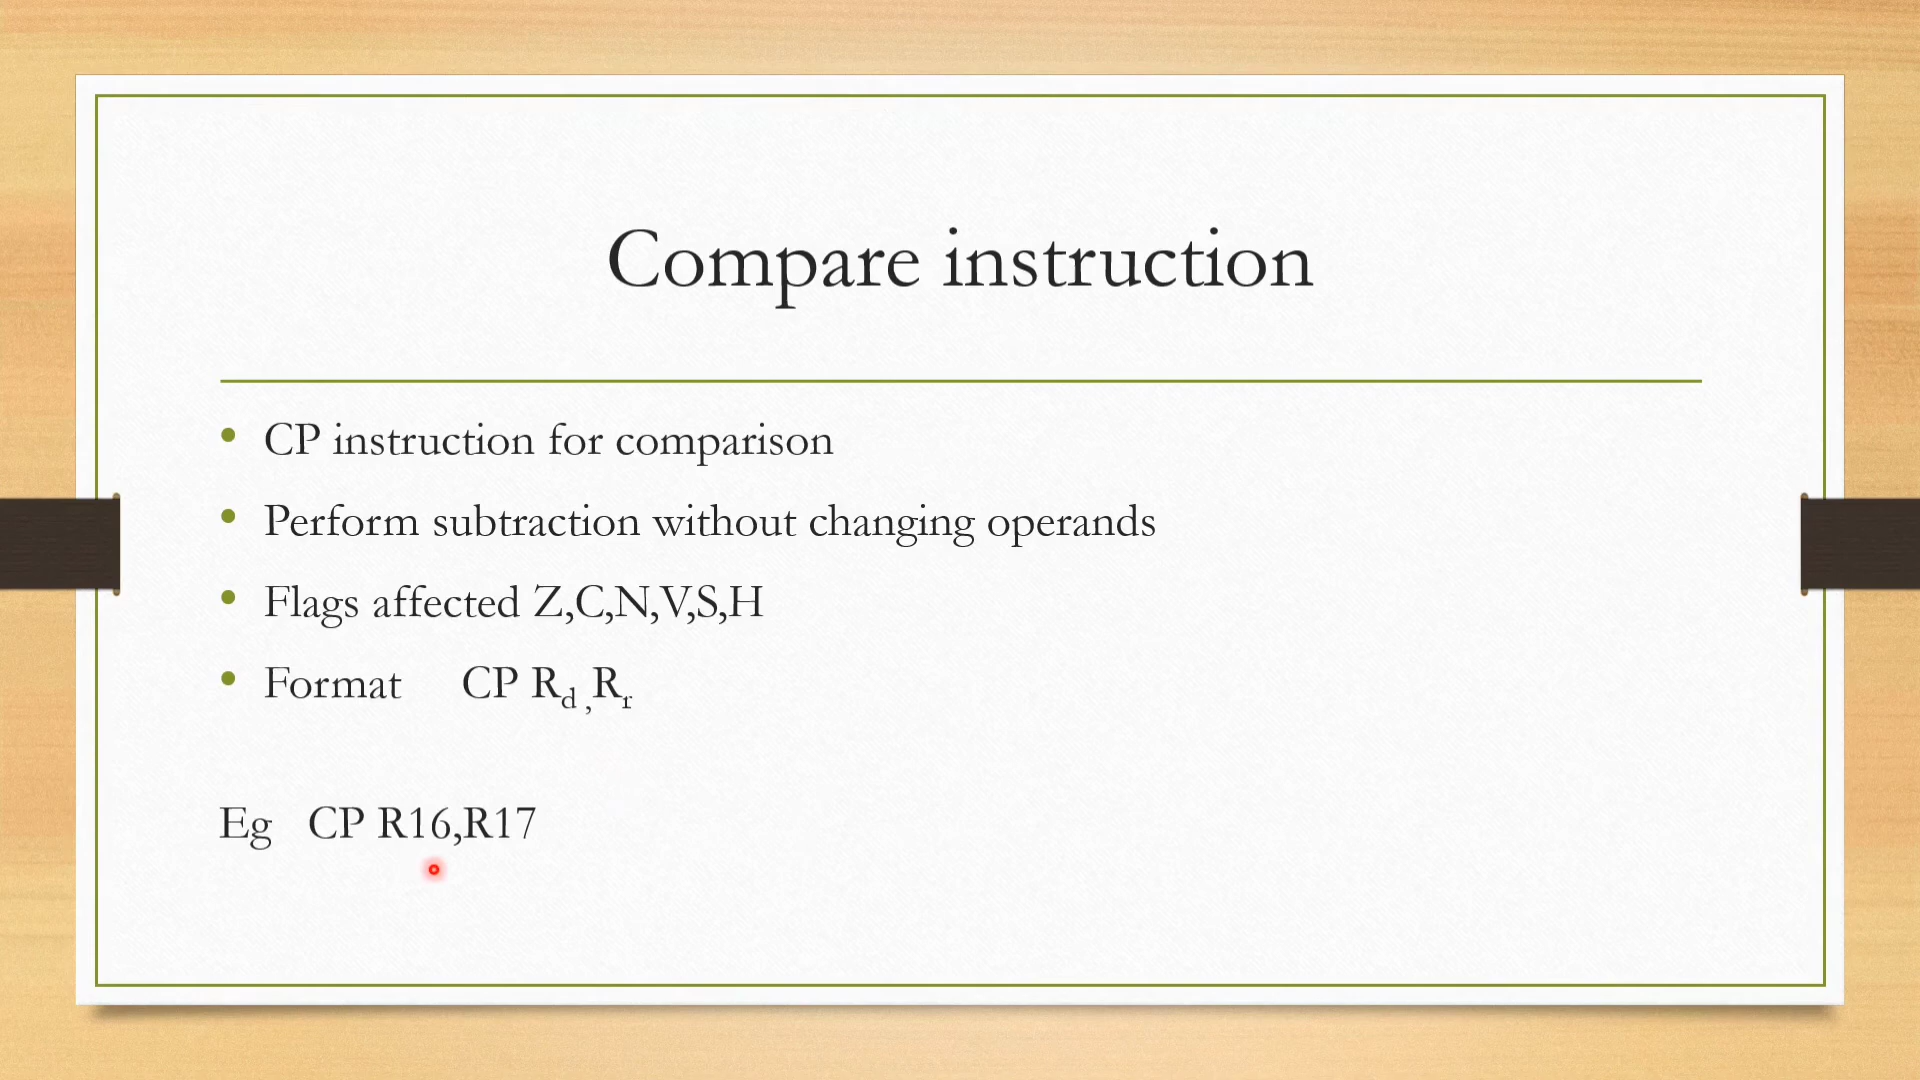 Compare instruction
• CP instruction for comparison
• Perform subtraction without changing operands
• Flags affected Z,C,N,V,S,H
• Format CP Rd ,Rr
Eg CP R16,R17